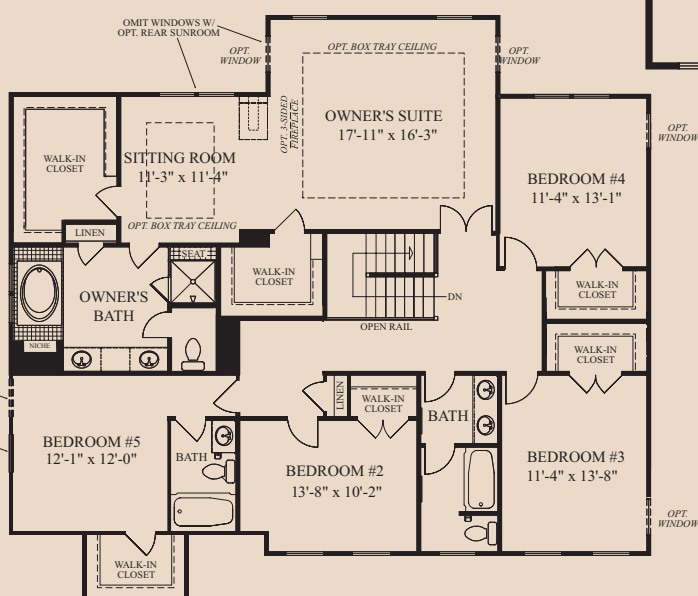 OMIT WINDOWS W/
OPT. REAR SUNROOM
OPT.
WINDOW
OPT. BOX TRAY CEILING
OPT.
WINDOW
OPT. 3-SIDED
FIREPLACE
OWNER'S SUITE
17'-11" x 16'-3"
OPT.
WINDOW
WALK-IN
CLOSET
SITTING ROOM
11'-3" x 11'-4"
BEDROOM #4
11'-4" x 13'-1"
OPT. BOX TRAY CEILING
LINEN
SEAT
WALK-IN
CLOSET
WALK-IN
CLOSET
OWNER'S
BATH
DN
OPEN RAIL
NICHE
WALK-IN
CLOSET
LINEN
WALK-IN
CLOSET
BATH
BEDROOM #5
12'-1" x 12'-0"
BATH
BEDROOM #2
13'-8" x 10'-2"
BEDROOM #3
11'-4" x 13'-8"
OPT.
WINDOW
WALK-IN
CLOSET